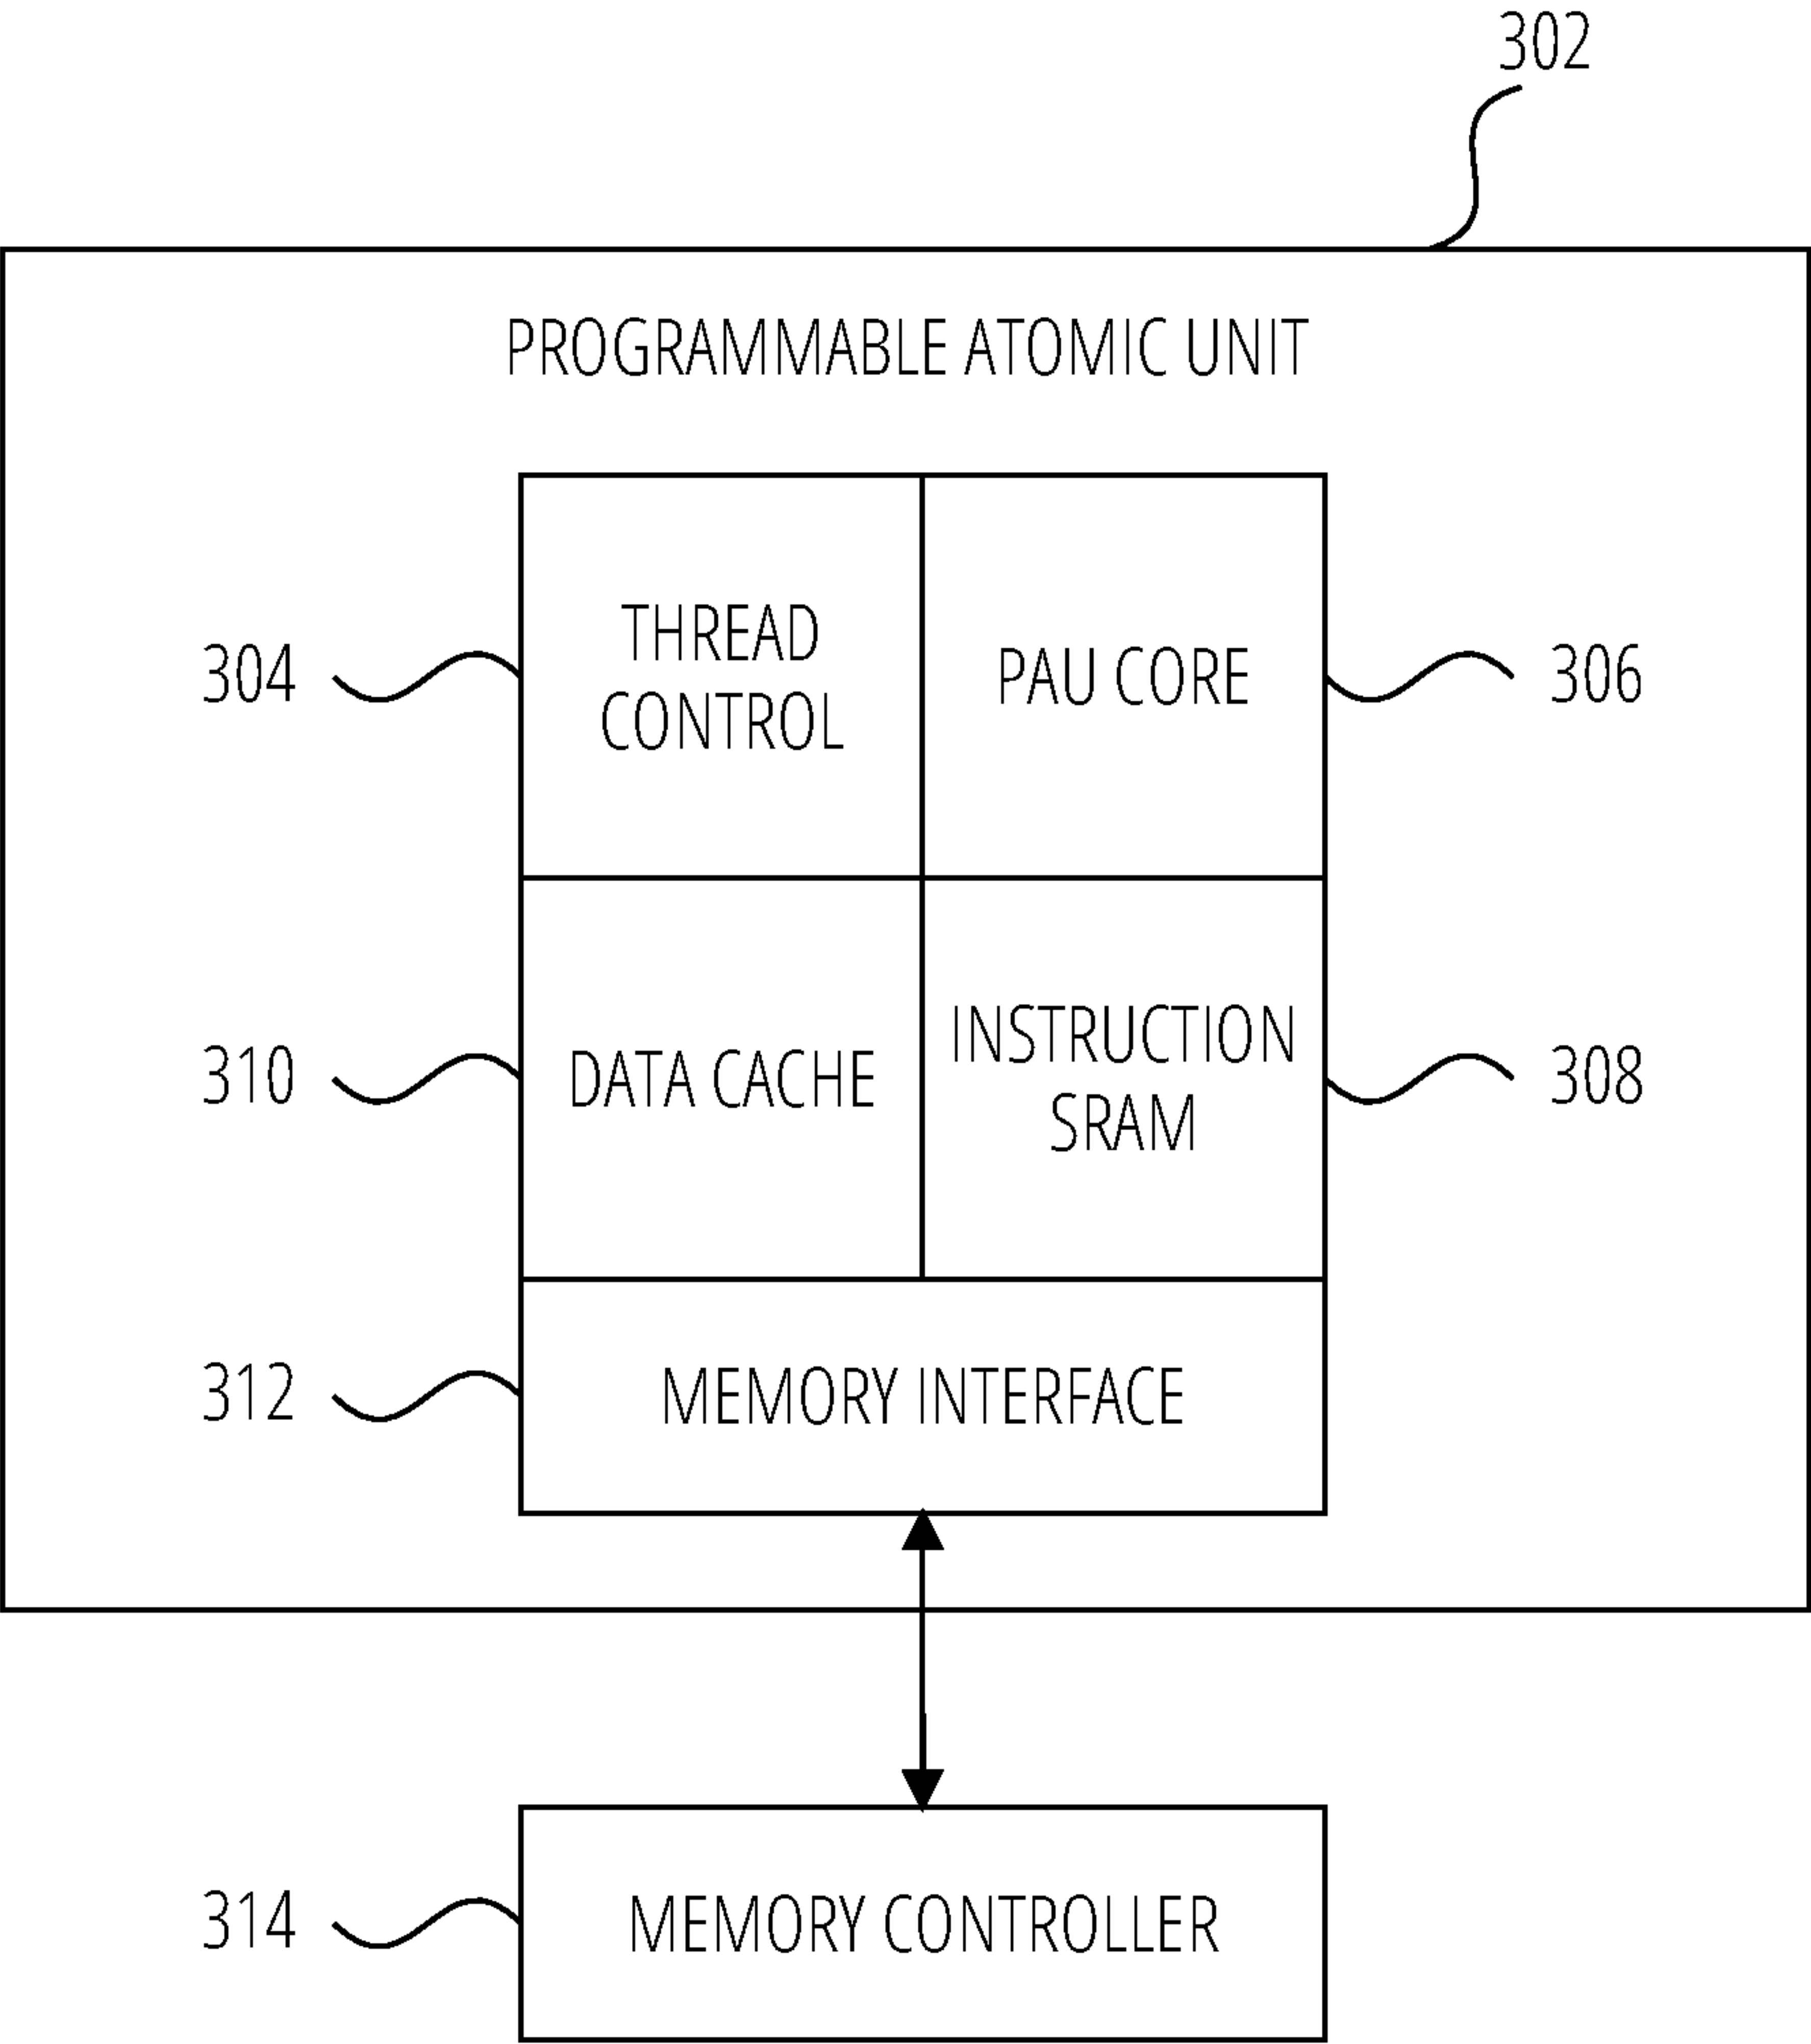 302
PROGRAMMABLE ATOMIC UNIT
THREAD
CONTROL
PAU CORE
304
306
DATA CACHE
INSTRUCTION
SRAM
310
308
MEMORY INTERFACE
312
MEMORY CONTROLLER
314